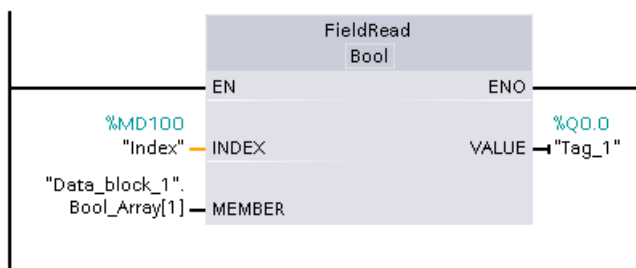 FieldRead
Bool
EN
ENO
%MD100
"Index"
INDEX
%Q0.0
VALUE
"Tag_1"
"Data_block_1".
Bool_Array[1]
MEMBER